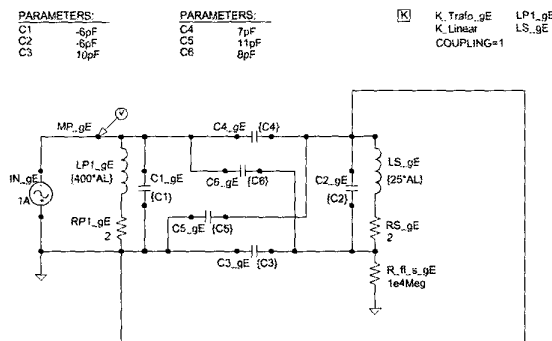 PARAMETERS:
C1 -6pF
C2 -6pF
C3 10pF
PARAMETERS:
C4 7pF
C5 11pF
C6 8pF
K K_Trafo_gE LP1_gE
K_Linear LS_gE
COUPLING=1
V
MP_gE
C4_gE {C4}
LP1_gE
{400*AL}
C1_gE
{C1}
C6_gE {C6}
C2_gE
{C2}
LS_gE
{25*AL}
IN_gE
1A
RP1_gE
2
C5_gE {C5}
RS_gE
2
C3_gE {C3}
R_fl_s_gE
1e4Meg